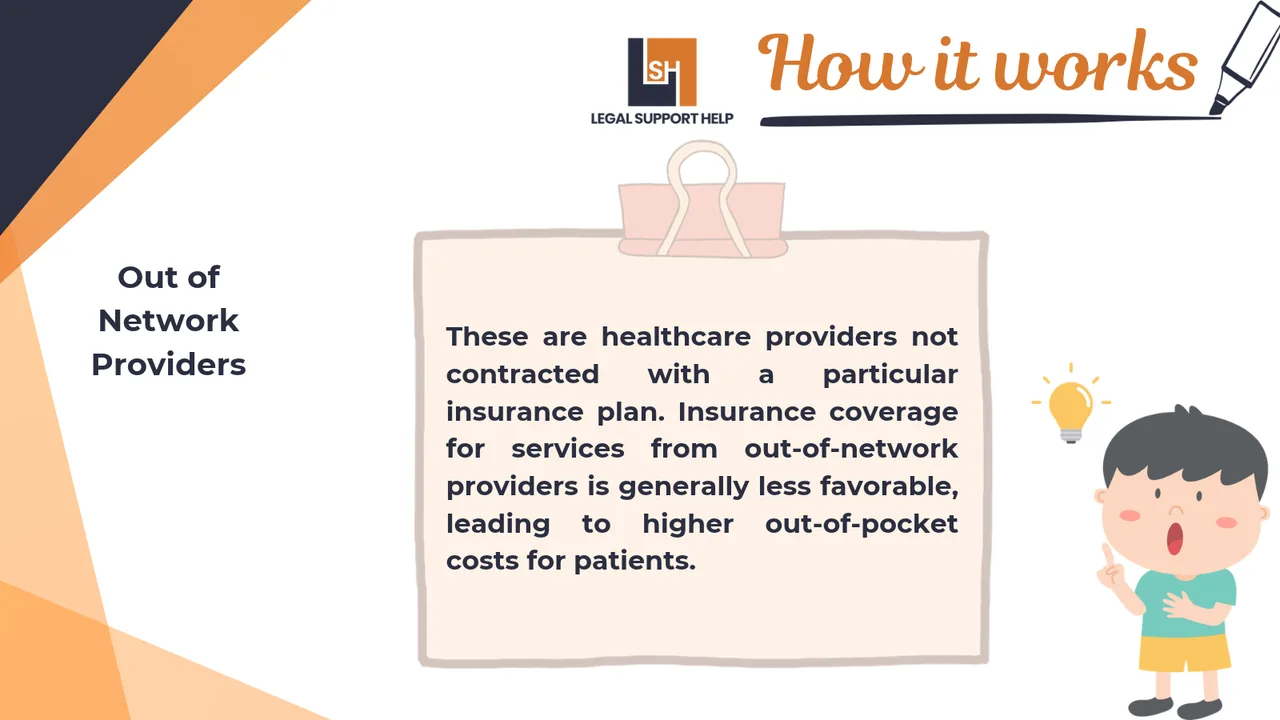 How it works
LSH
LEGAL SUPPORT HELP
Out of
Network
Providers
These are healthcare providers not
contracted with a particular
insurance plan. Insurance coverage
for services from out-of-network
providers is generally less favorable,
leading to higher out-of-pocket
costs for patients.